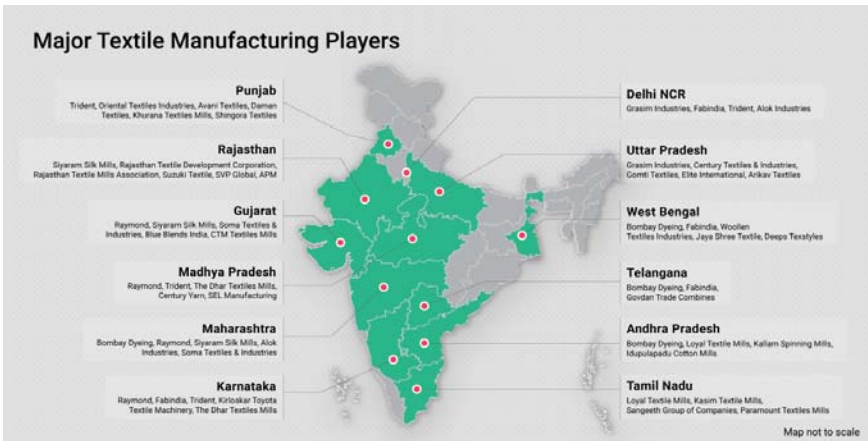 Major Textile Manufacturing Players
Punjab
Trident, Oriental Textiles Industries, Avani Textiles, Daman
Textiles, Khurana Textiles Mills, Shingora Textiles
Rajasthan
Siyaram Silk Mills, Rajasthan Textile Development Corporation,
Rajasthan Textile Mills Association, Suzuki Textile, SVP Global, APM
Gujarat
Raymond, Siyaram Silk Mills, Soma Textiles &
Industries, Blue Blends India, CTM Textiles Mills
Madhya Pradesh
Raymond, Trident, The Dhar Textiles Mills,
Century Yarn, SEL Manufacturing
Maharashtra
Bombay Dyeing, Raymond, Siyaram Silk Mills, Alok
Industries, Soma Textiles & Industries
Karnataka
Raymond, Fabindia, Trident, Kirloskar Toyota
Textile Machinery, The Dhar Textiles Mills
Delhi NCR
Grasim Industries, Fabindia, Trident, Alok Industries
Uttar Pradesh
Grasim Industries, Century Textiles & Industries,
Gomti Textiles, Elite International, Arikav Textiles
West Bengal
Bombay Dyeing, Fabindia, Woollen
Textiles Industries, Jaya Shree Textile, Deeps Texstyles
Telangana
Bombay Dyeing, Fabindia,
Govdan Trade Combines
Andhra Pradesh
Bombay Dyeing, Loyal Textile Mills, Kallam Spinning Mills,
Idupulapadu Cotton Mills
Tamil Nadu
Loyal Textile Mills, Kasim Textile Mills,
Sangeeth Group of Companies, Paramount Textiles Mills
Map not to scale